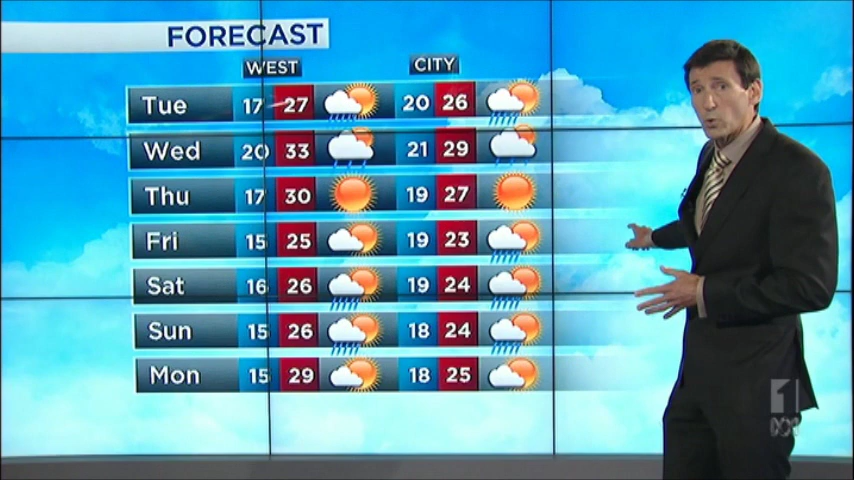 FORECAST
WEST CITY
Tue 17 27 20 26
Wed 20 33 21 29
Thu 17 30 19 27
Fri 15 25 19 23
Sat 16 26 19 24
Sun 15 26 18 24
Mon 15 29 18 25
1
ABC